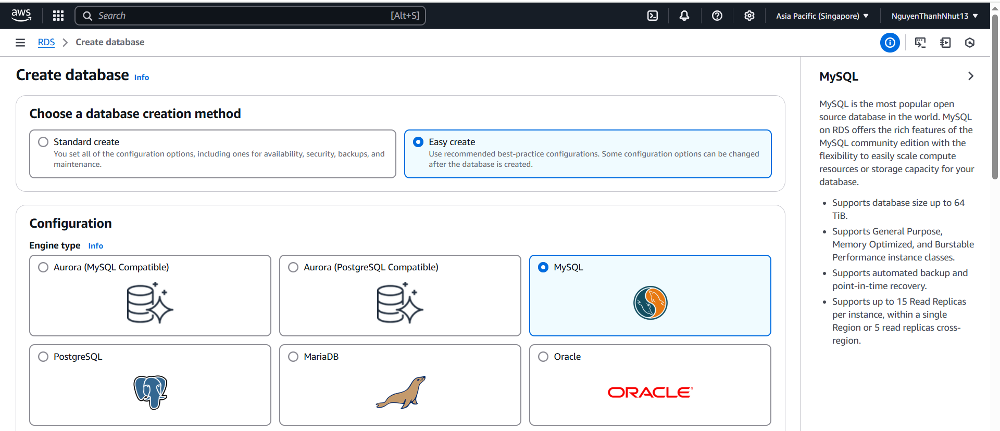 aws
Search [Alt+S]
Asia Pacific (Singapore)
NguyenThanhNhut13
RDS
Create database
Create database Info
Choose a database creation method
Standard create
You set all of the configuration options, including ones for availability, security, backups, and
maintenance.
Easy create
Use recommended best-practice configurations. Some configuration options can be changed
after the database is created.
Configuration
Engine type Info
Aurora (MySQL Compatible)
Aurora (PostgreSQL Compatible)
MySQL
PostgreSQL
MariaDB
Oracle
ORACLE®
MySQL
MySQL is the most popular open
source database in the world. MySQL
on RDS offers the rich features of the
MySQL community edition with the
flexibility to easily scale compute
resources or storage capacity for your
database.
• Supports database size up to 64
TiB.
• Supports General Purpose,
Memory Optimized, and Burstable
Performance instance classes.
• Supports automated backup and
point-in-time recovery.
• Supports up to 15 Read Replicas
per instance, within a single
Region or 5 read replicas cross-
region.